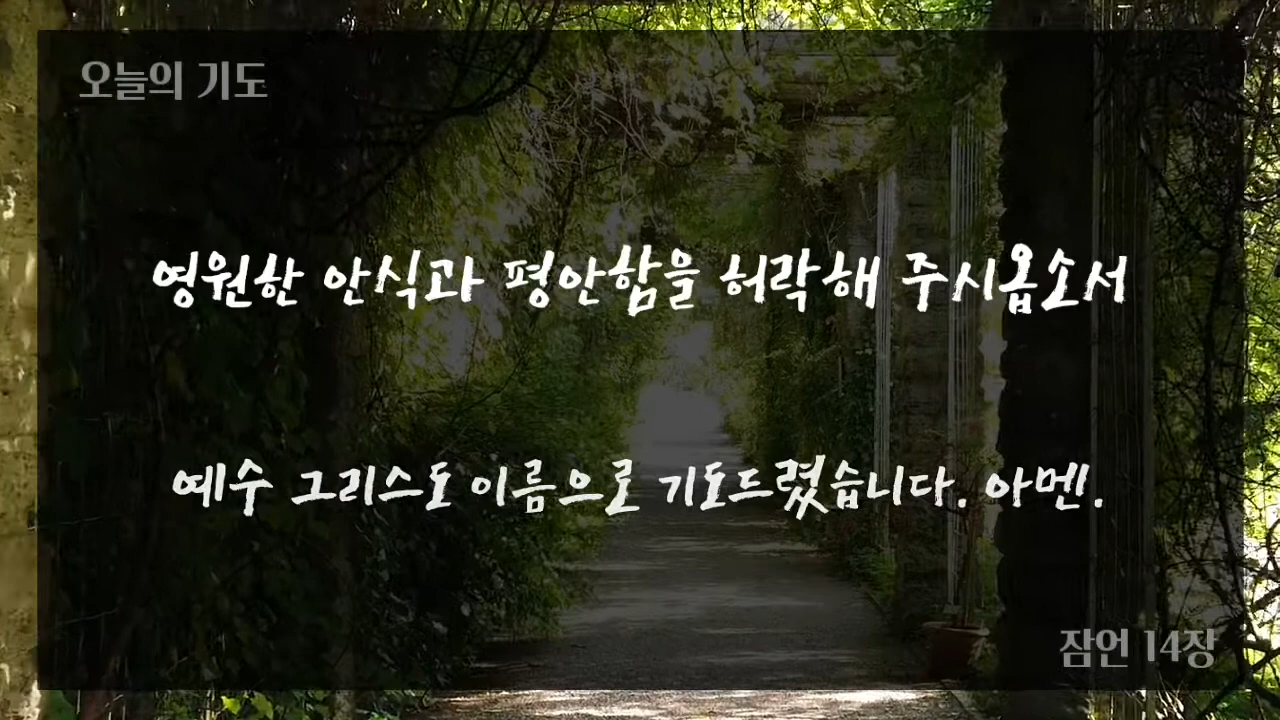 오늘의 기도
영원한 안식과 평안함을 허락해 주시옵소서
예수 그리스도 이름으로 기도드렸습니다. 아멘.
잠언 14장